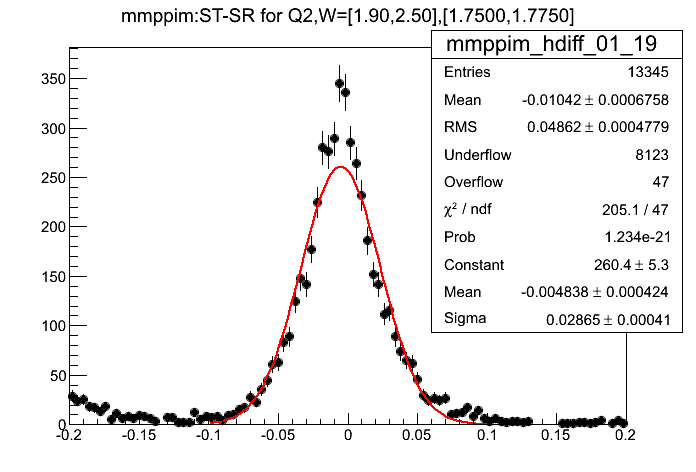 mmppim:ST-SR for Q2,W=[1.90,2.50],[1.7500,1.7750]
mmppim_hdiff_01_19
Entries 13345
Mean -0.01042 ± 0.0006758
RMS 0.04862 ± 0.0004779
Underflow 8123
Overflow 47
χ² / ndf 205.1 / 47
Prob 1.234e-21
Constant 260.4 ± 5.3
Mean -0.004838 ± 0.000424
Sigma 0.02865 ± 0.00041
350
300
250
200
150
100
50
0
-0.2 -0.15 -0.1 -0.05 0 0.05 0.1 0.15 0.2